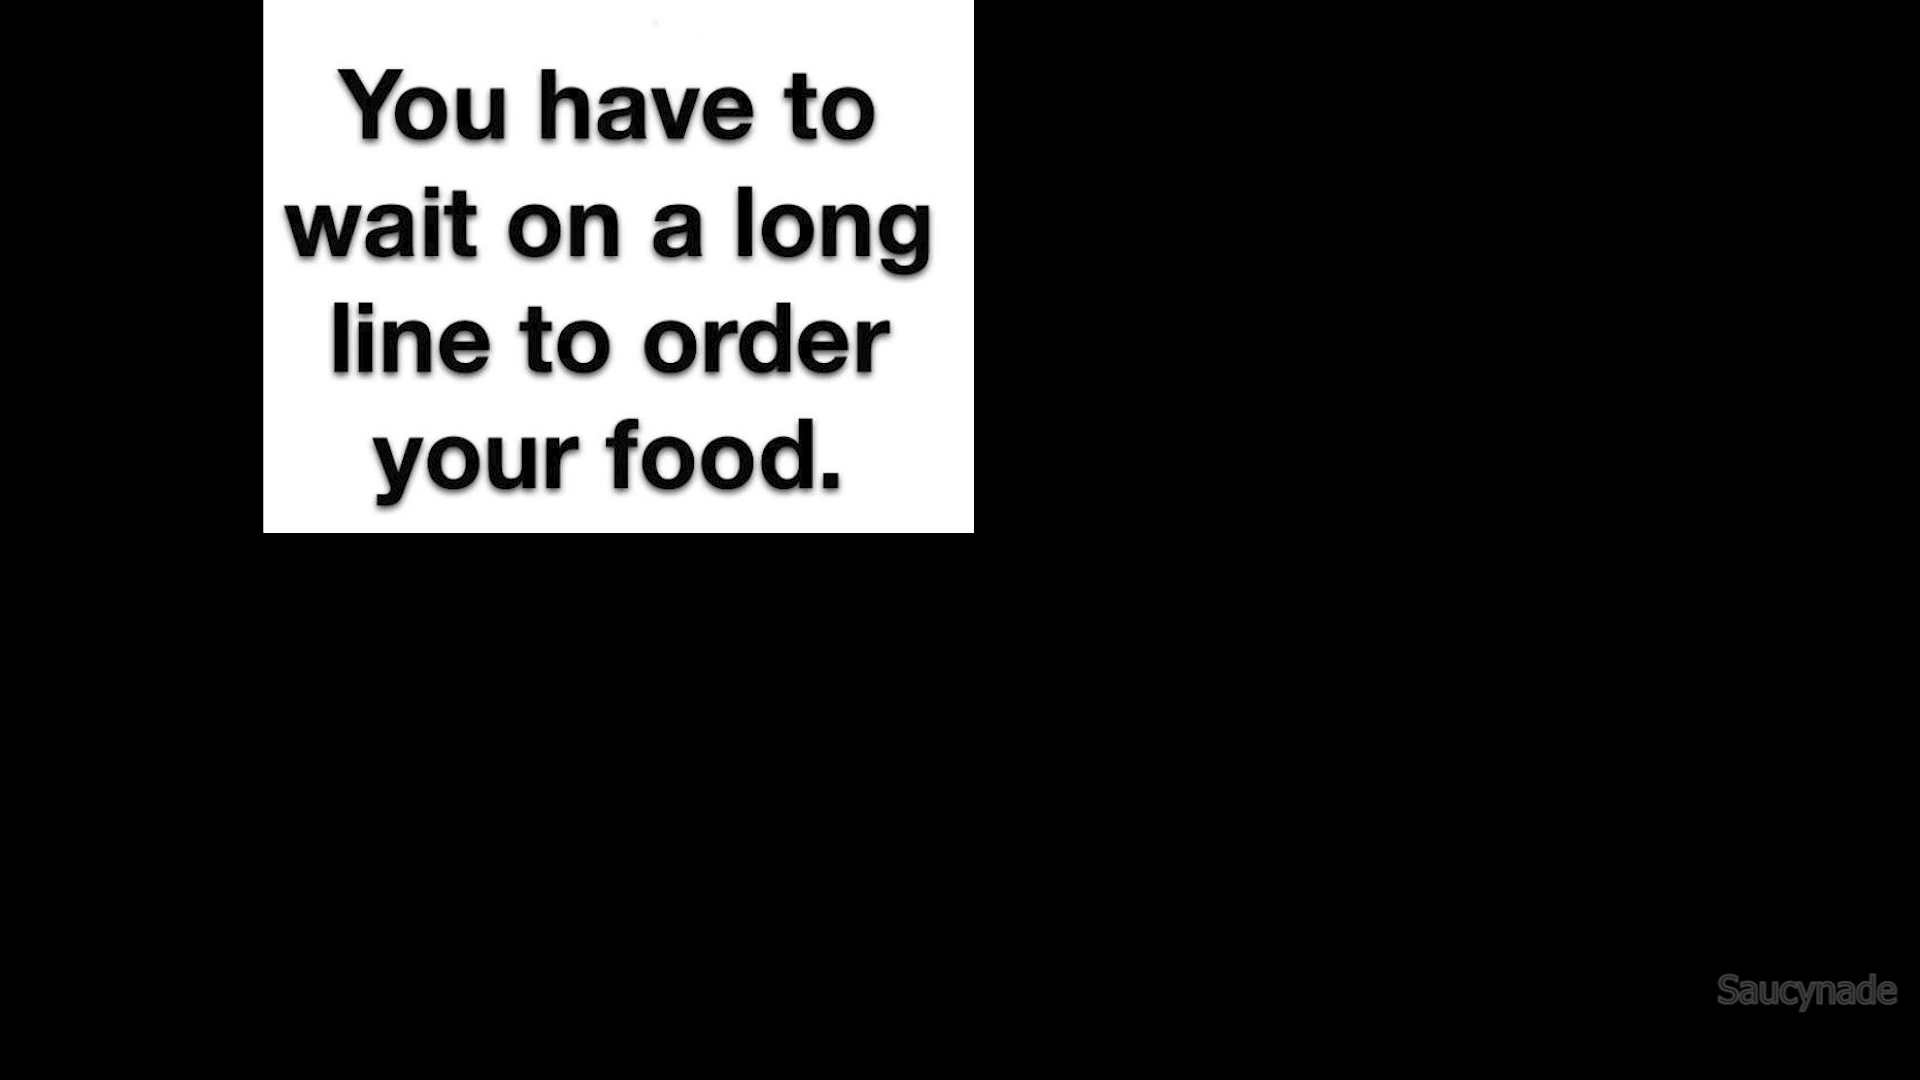 You have to
wait on a long
line to order
your food.
Saucynade